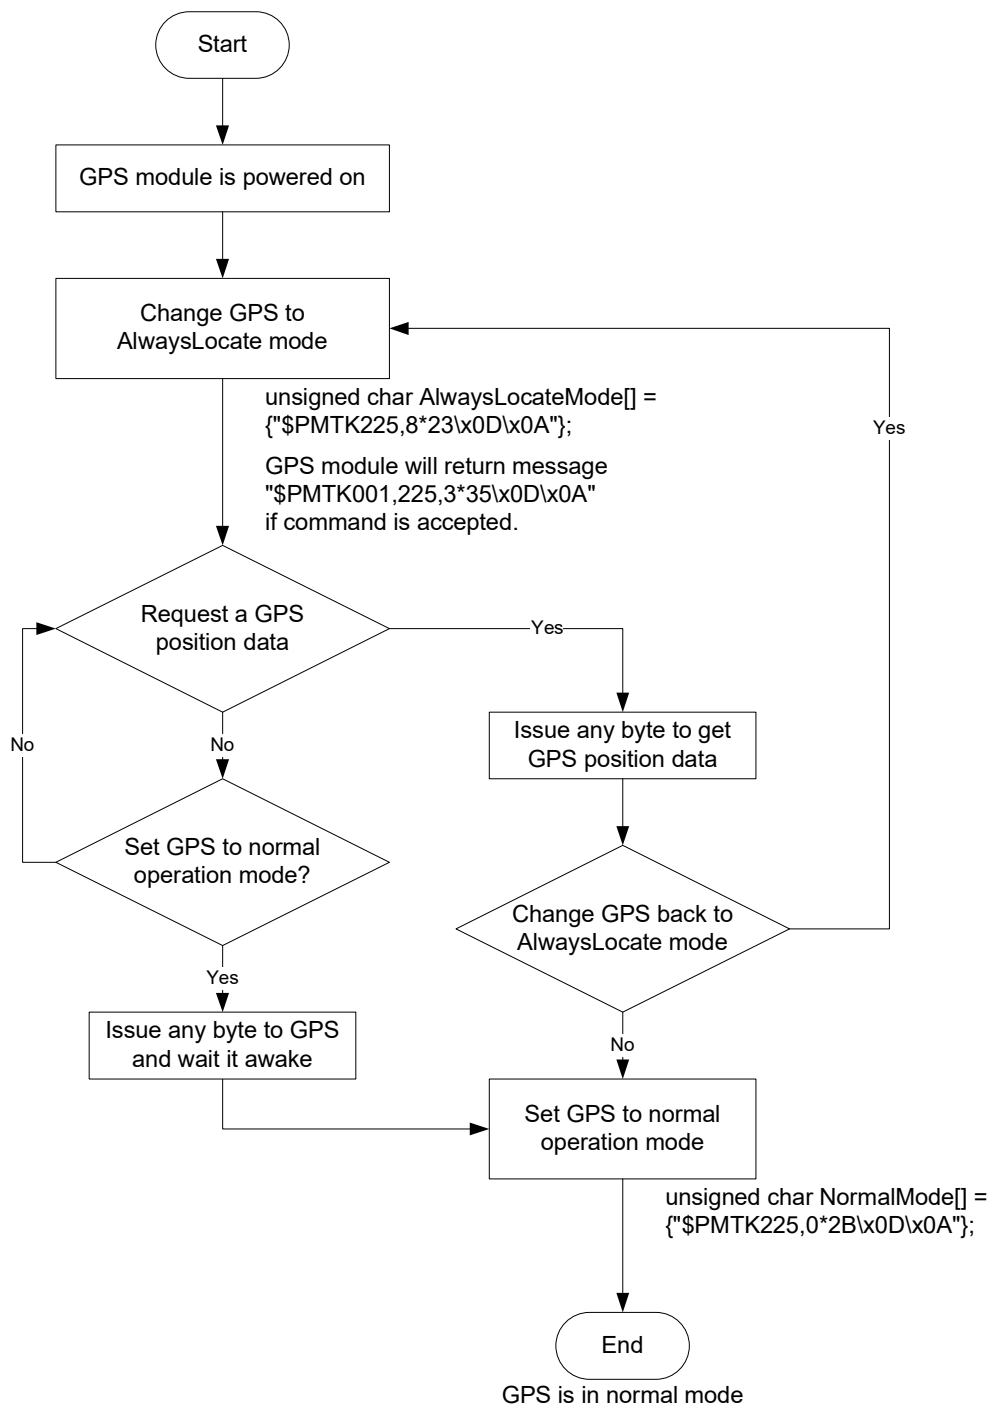 Start
GPS module is powered on
Change GPS to
AlwaysLocate mode
unsigned char AlwaysLocateMode[] =
{"$PMTK225,8*23\x0D\x0A"};
Yes
GPS module will return message
"$PMTK001,225,3*35\x0D\x0A"
if command is accepted.
Request a GPS
position data
Yes
No
No
Issue any byte to get
GPS position data
Set GPS to normal
operation mode?
Change GPS back to
AlwaysLocate mode
Yes
Issue any byte to GPS
and wait it awake
No
Set GPS to normal
operation mode
unsigned char NormalMode[] =
{"$PMTK225,0*2B\x0D\x0A"};
End
GPS is in normal mode